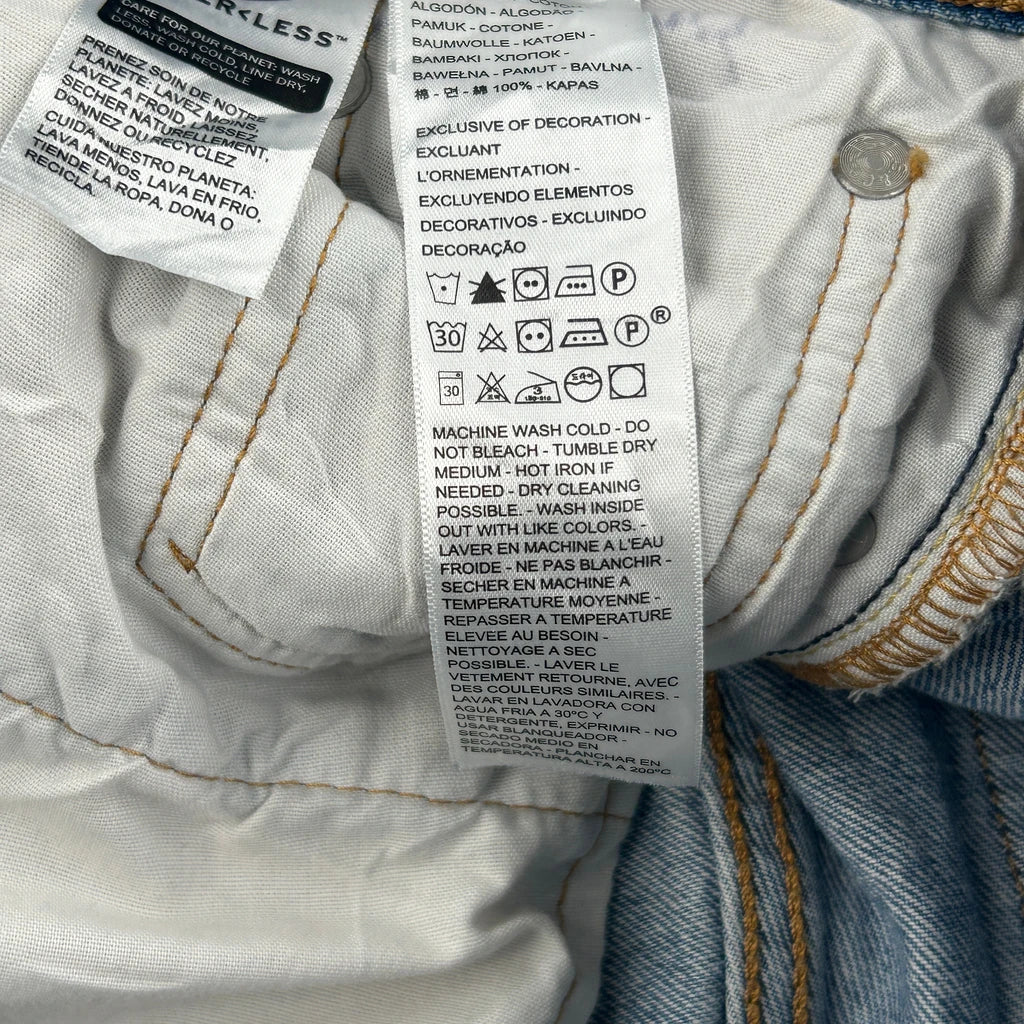 R<LESS™
CARE FOR OUR PLANET: WASH
LESS, WASH COLD, LINE DRY,
DONATE OR RECYCLE
PRENEZ SOIN DE NOTRE
PLANETE: LAVEZ MOINS,
LAVEZ A FROID, LAISSEZ
SECHER NATURELLEMENT,
DONNEZ OU RECYCLEZ
CUIDA NUESTRO PLANETA:
LAVA MENOS, LAVA EN FRIO,
TIENDE LA ROPA, DONA O
RECICLA.
ALGODÓN - ALGODÃO -
PAMUK - COTONE -
BAUMWOLLE - KATOEN -
ΒΑΜΒΑΚΙ - ХЛОПОК -
BAWEŁNA - PAMUT - BAVLNA -
棉 - 면 - 綿 100% - KAPAS
EXCLUSIVE OF DECORATION -
EXCLUANT
L'ORNEMENTATION -
EXCLUYENDO ELEMENTOS
DECORATIVOS - EXCLUINDO
DECORAÇÃO
P
30 P ®
30 3
MACHINE WASH COLD - DO
NOT BLEACH - TUMBLE DRY
MEDIUM - HOT IRON IF
NEEDED - DRY CLEANING
POSSIBLE. - WASH INSIDE
OUT WITH LIKE COLORS. -
LAVER EN MACHINE A L'EAU
FROIDE - NE PAS BLANCHIR -
SECHER EN MACHINE A
TEMPERATURE MOYENNE -
REPASSER A TEMPERATURE
ELEVEE AU BESOIN -
NETTOYAGE A SEC
POSSIBLE. - LAVER LE
VETEMENT RETOURNE, AVEC
DES COULEURS SIMILAIRES. -
LAVAR EN LAVADORA CON
AGUA FRIA A 30ºC Y
DETERGENTE, EXPRIMIR - NO
USAR BLANQUEADOR -
SECADO MEDIO EN
SECADORA - PLANCHAR EN
TEMPERATURA ALTA A 200ºC